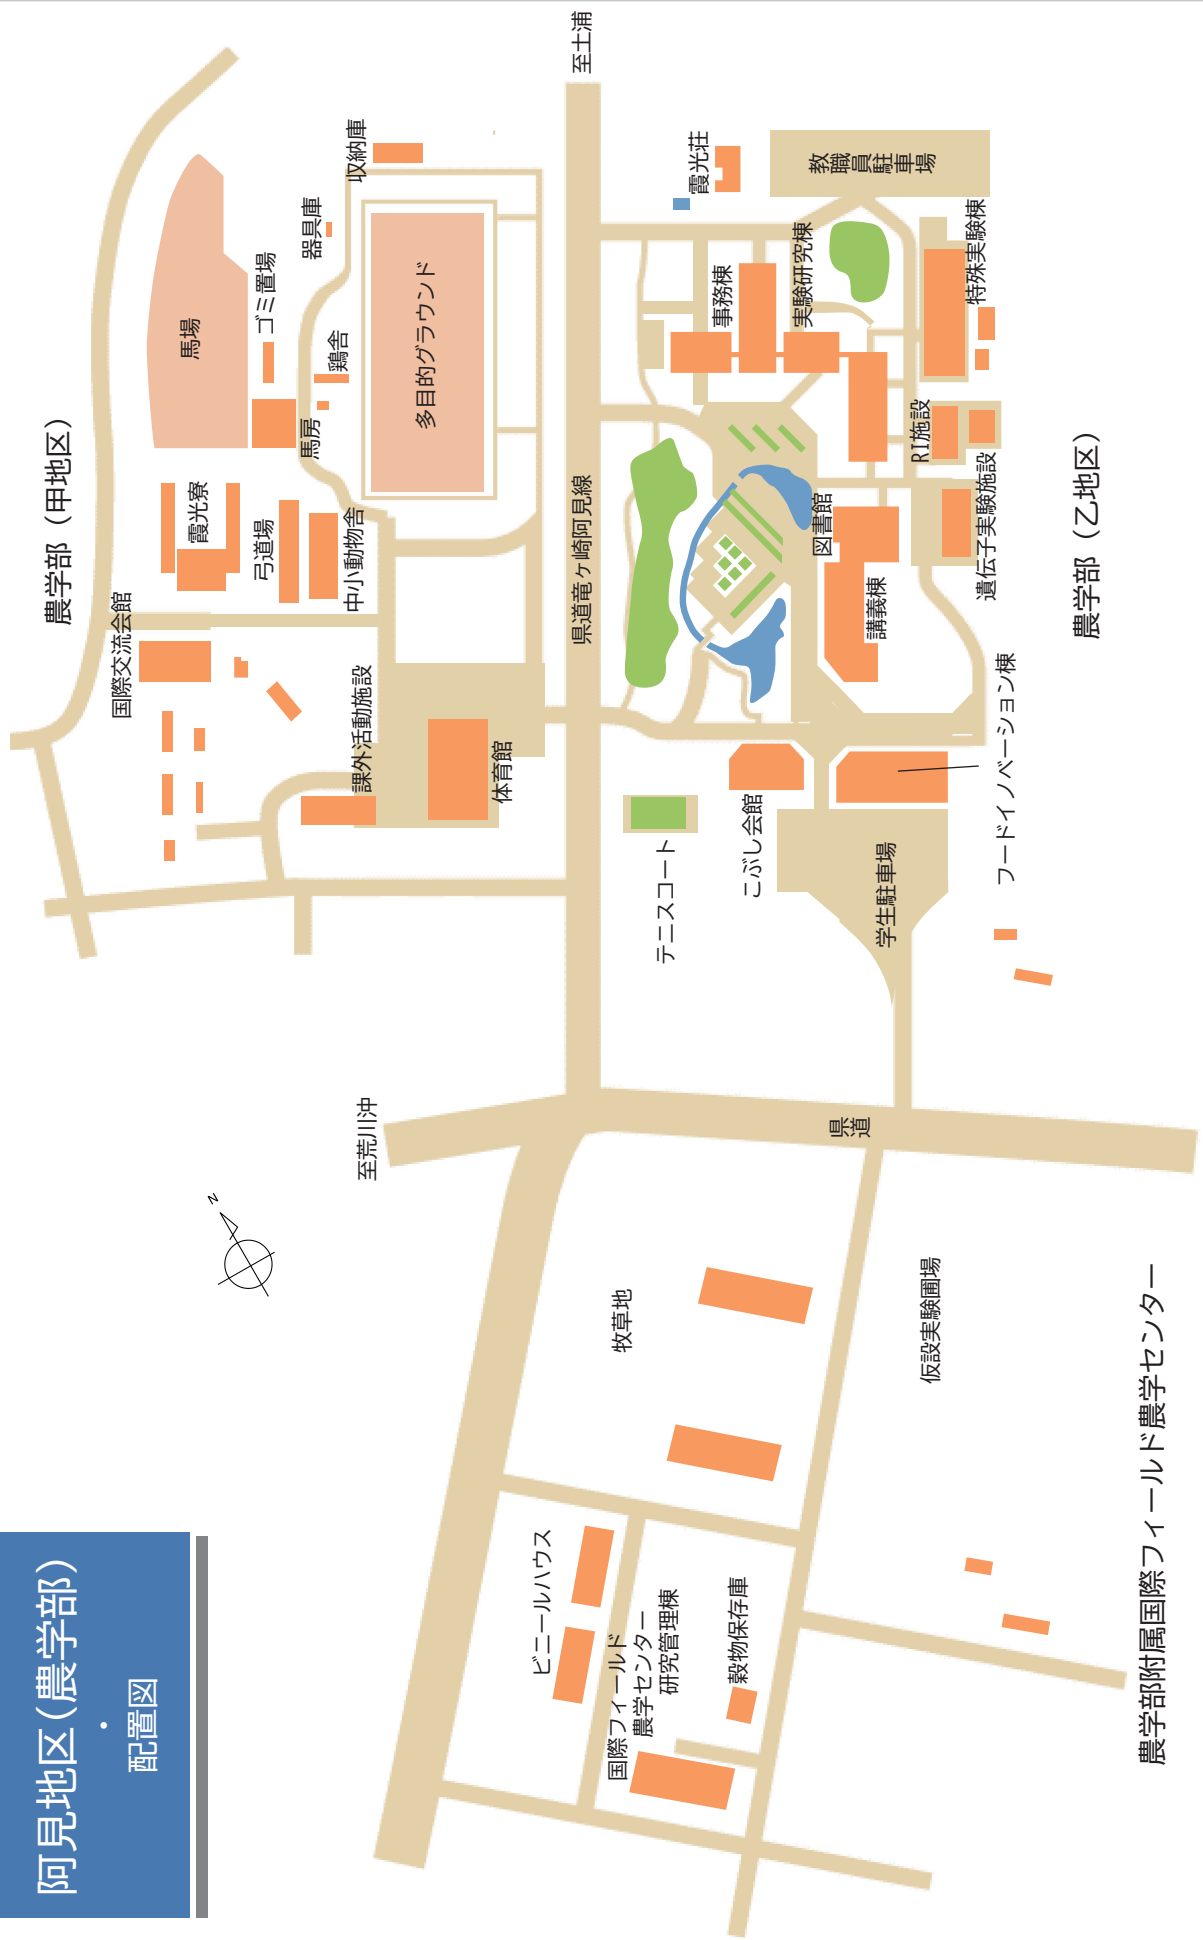 阿見地区(農学部)
・
配置図
農学部（甲地区）
馬場
ゴミ置場
器具庫
収納庫
鶏舎
馬房
多目的グラウンド
霞光寮
弓道場
中小動物舎
国際交流会館
課外活動施設
体育館
至土浦
県道竜ヶ崎阿見線
霞光荘
教職員駐車場
事務棟
実験研究棟
特殊実験棟
RI施設
遺伝子実験施設
図書館
講義棟
農学部（乙地区）
フードイノベーション棟
こぶし会館
テニスコート
学生駐車場
至荒川沖
県道
N
牧草地
仮設実験圃場
ビニールハウス
国際フィールド
農学センター
研究管理棟
穀物保存庫
農学部附属国際フィールド農学センター